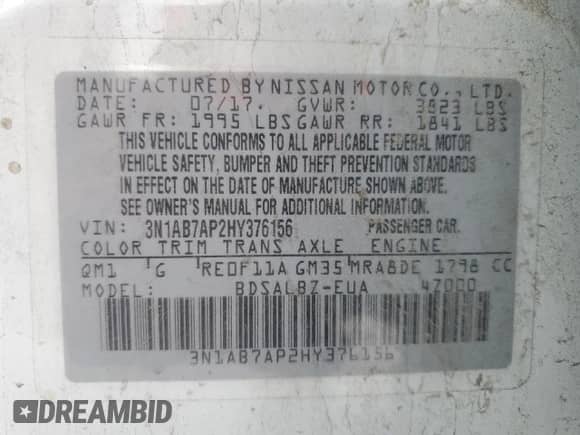 MANUFACTURED BY NISSAN MOTOR CO., LTD.
DATE: 07/17. GVWR: 3823 LBS
GAWR FR: 1995 LBS GAWR RR: 1841 LBS
THIS VEHICLE CONFORMS TO ALL APPLICABLE FEDERAL MOTOR
VEHICLE SAFETY, BUMPER AND THEFT PREVENTION STANDARDS
IN EFFECT ON THE DATE OF MANUFACTURE SHOWN ABOVE.
SEE OWNER'S MANUAL FOR ADDITIONAL INFORMATION.
VIN: 3N1AB7AP2HY376156 PASSENGER CAR.
COLOR TRIM TRANS AXLE ENGINE
QM1 G RE0F11A GM35 MRA8DE 1798 CC
MODEL: BDSALBZ-EUA 4Z000
3N1AB7AP2HY376156
DREAMBID